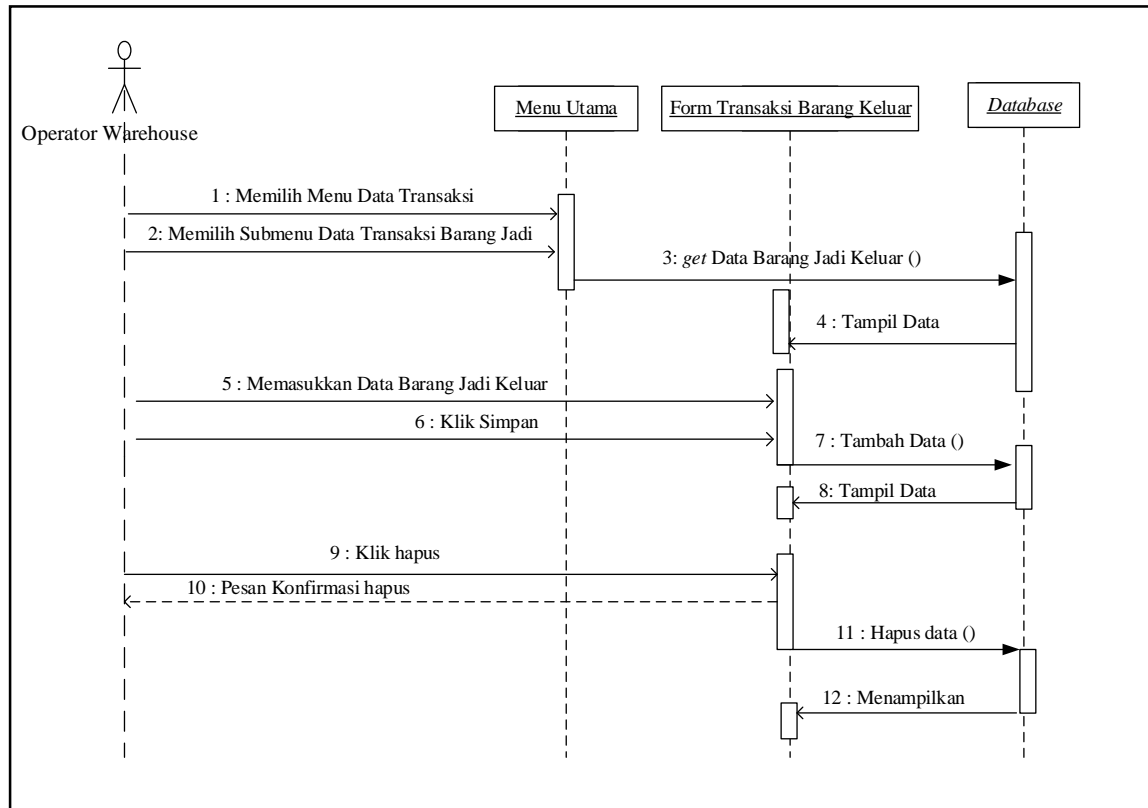 Operator Warehouse
Menu Utama
Form Transaksi Barang Keluar
Database
1 : Memilih Menu Data Transaksi
2: Memilih Submenu Data Transaksi Barang Jadi
3: get Data Barang Jadi Keluar ()
4 : Tampil Data
5 : Memasukkan Data Barang Jadi Keluar
6 : Klik Simpan
7 : Tambah Data ()
8: Tampil Data
9 : Klik hapus
10 : Pesan Konfirmasi hapus
11 : Hapus data ()
12 : Menampilkan